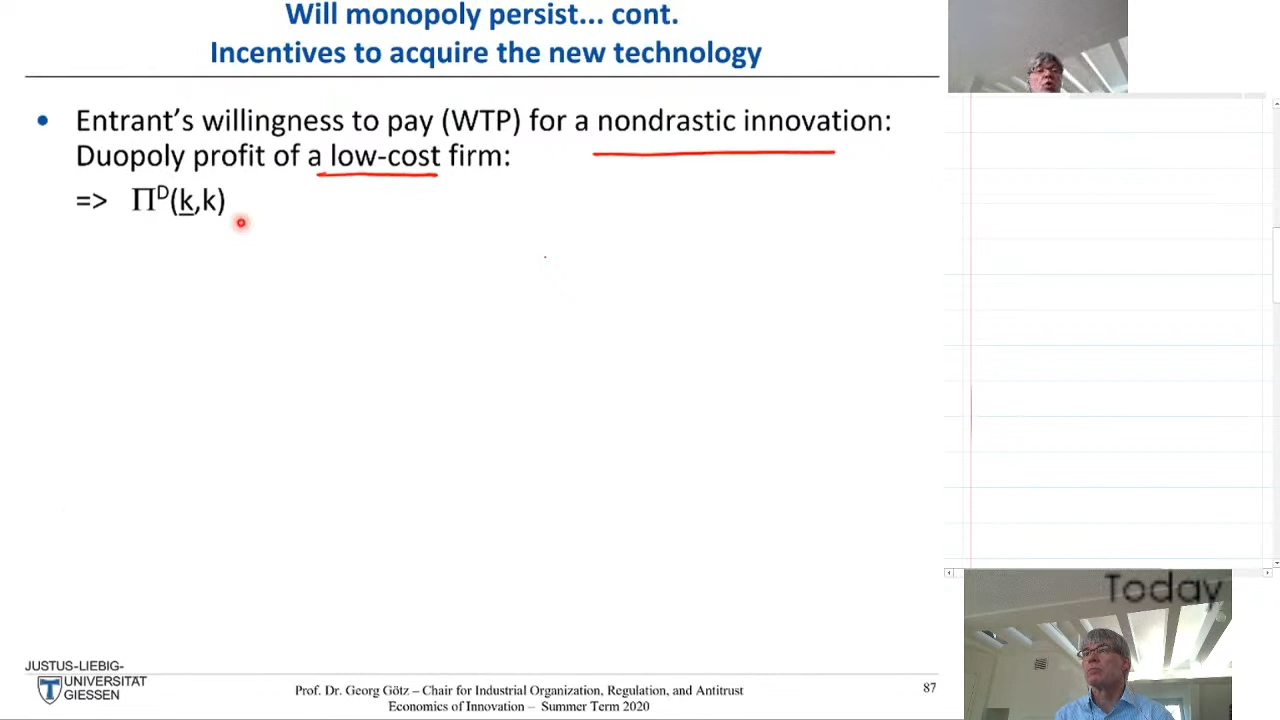 Will monopoly persist... cont.
Incentives to acquire the new technology
• Entrant's willingness to pay (WTP) for a nondrastic innovation:
Duopoly profit of a low-cost firm:
=> Πᴰ(k̲,k)
Today
JUSTUS-LIEBIG-
UNIVERSITAT
GIESSEN
Prof. Dr. Georg Götz – Chair for Industrial Organization, Regulation, and Antitrust
Economics of Innovation – Summer Term 2020
87